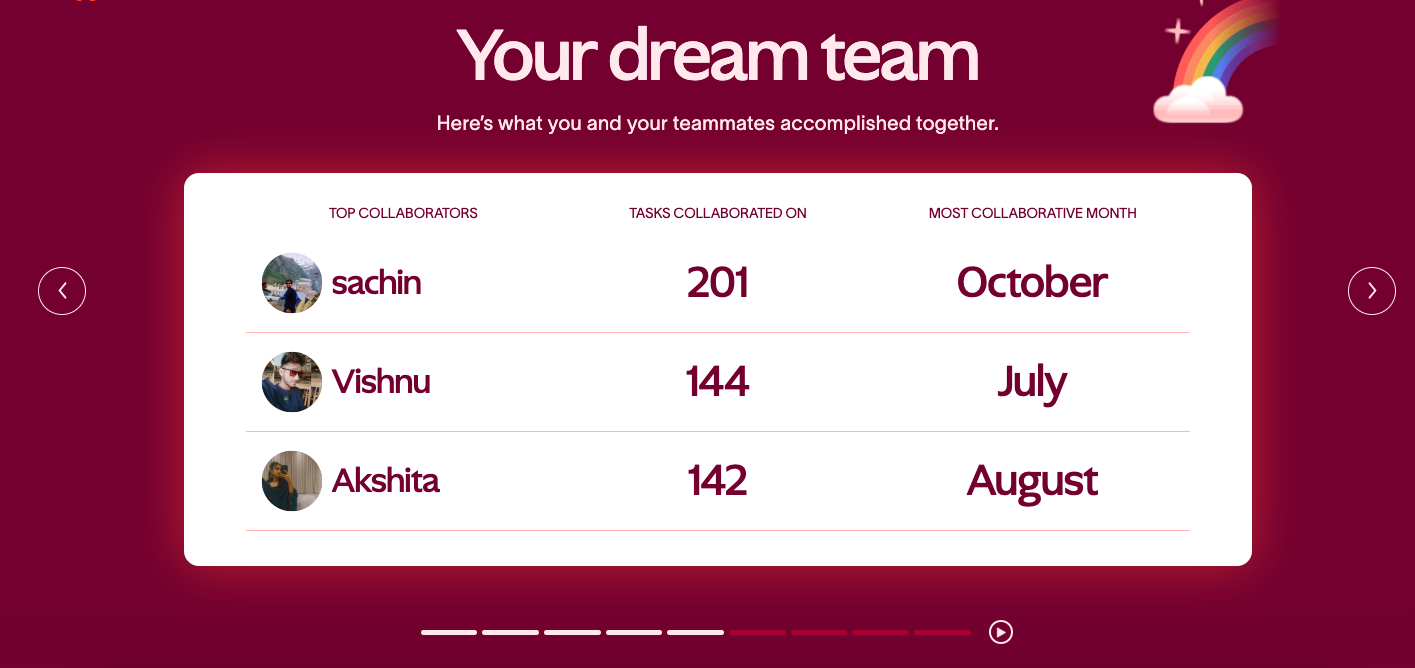 Your dream team
Here's what you and your teammates accomplished together.
TOP COLLABORATORS TASKS COLLABORATED ON MOST COLLABORATIVE MONTH
sachin 201 October
Vishnu 144 July
Akshita 142 August